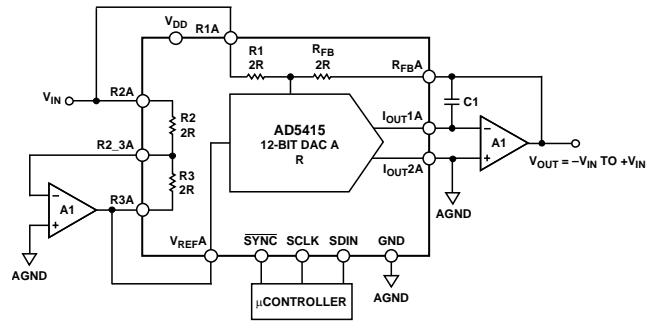 VDD
R1A
R1
2R
RFB
2R
RFBA
C1
VIN
R2A
R2
2R
AD5415
12-BIT DAC A
R
IOUT1A
A1
VOUT = –VIN TO +VIN
R2_3A
R3
2R
IOUT2A
AGND
A1
R3A
AGND
VREFA
SYNC
SCLK
SDIN
GND
µCONTROLLER
AGND